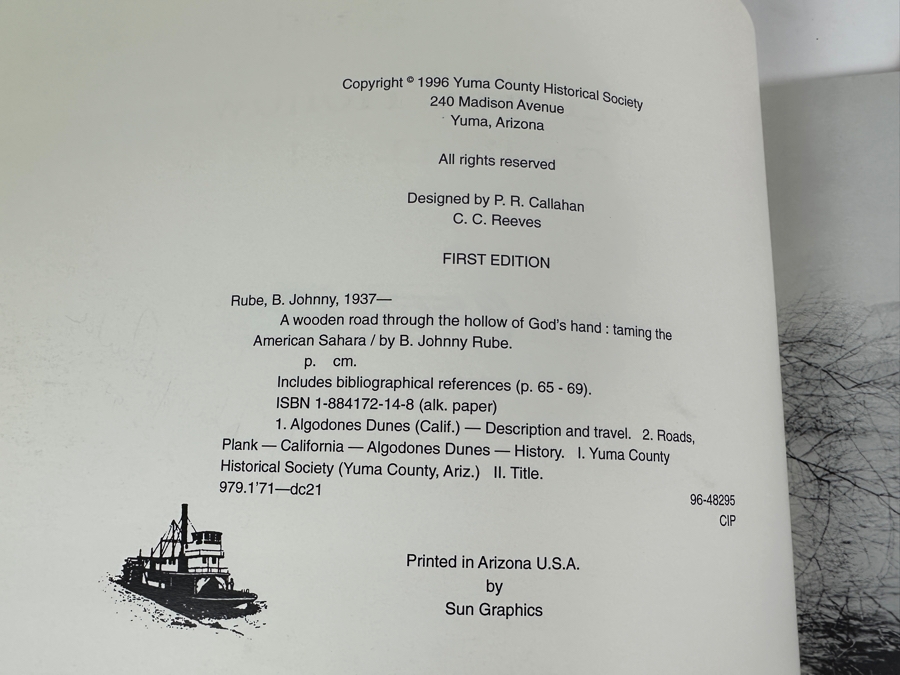 Copyright © 1996 Yuma County Historical Society
240 Madison Avenue
Yuma, Arizona
All rights reserved
Designed by P. R. Callahan
C. C. Reeves
FIRST EDITION
Rube, B. Johnny, 1937—
A wooden road through the hollow of God's hand : taming the
American Sahara / by B. Johnny Rube.
p. cm.
Includes bibliographical references (p. 65 - 69).
ISBN 1-884172-14-8 (alk. paper)
1. Algodones Dunes (Calif.) — Description and travel. 2. Roads,
Plank — California — Algodones Dunes — History. I. Yuma County
Historical Society (Yuma County, Ariz.) II. Title.
979.1'71—dc21
96-48295
CIP
Printed in Arizona U.S.A.
by
Sun Graphics